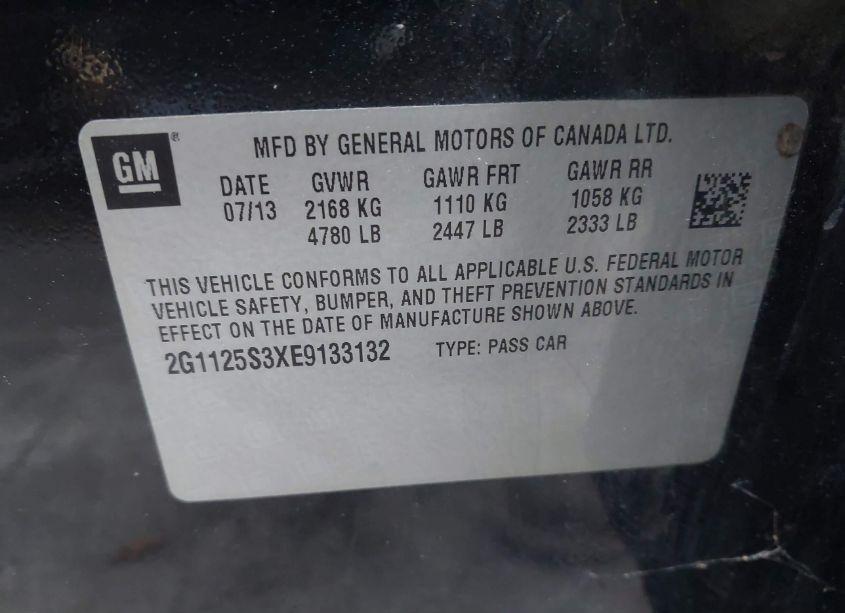 GM ®
MFD BY GENERAL MOTORS OF CANADA LTD.
DATE GVWR GAWR FRT GAWR RR
07/13 2168 KG 1110 KG 1058 KG
4780 LB 2447 LB 2333 LB
THIS VEHICLE CONFORMS TO ALL APPLICABLE U.S. FEDERAL MOTOR
VEHICLE SAFETY, BUMPER, AND THEFT PREVENTION STANDARDS IN
EFFECT ON THE DATE OF MANUFACTURE SHOWN ABOVE.
2G1125S3XE9133132 TYPE: PASS CAR